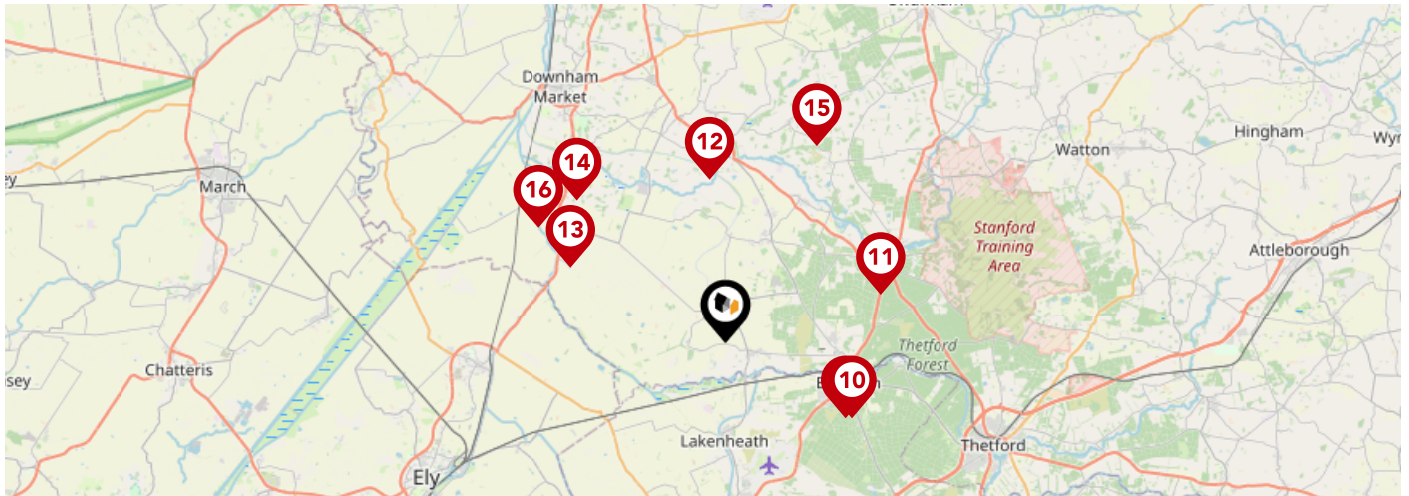 Downham
Market
15
12
Hingham
Watton
14
March
16
13
Stanford
Training
Area
11
Attleborough
Thetford
Forest
Chatteris
10
Lakenheath
Thetford
Ely